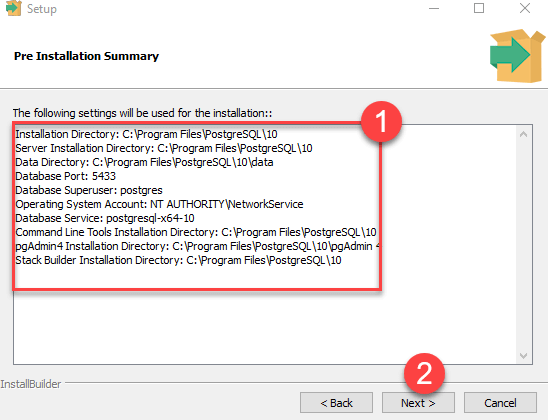 Setup
Pre Installation Summary
The following settings will be used for the installation::
1
Installation Directory: C:\Program Files\PostgreSQL\10
Server Installation Directory: C:\Program Files\PostgreSQL\10
Data Directory: C:\Program Files\PostgreSQL\10\data
Database Port: 5433
Database Superuser: postgres
Operating System Account: NT AUTHORITY\NetworkService
Database Service: postgresql-x64-10
Command Line Tools Installation Directory: C:\Program Files\PostgreSQL\10
pgAdmin4 Installation Directory: C:\Program Files\PostgreSQL\10\pgAdmin 4
Stack Builder Installation Directory: C:\Program Files\PostgreSQL\10
2
InstallBuilder
< Back Next > Cancel